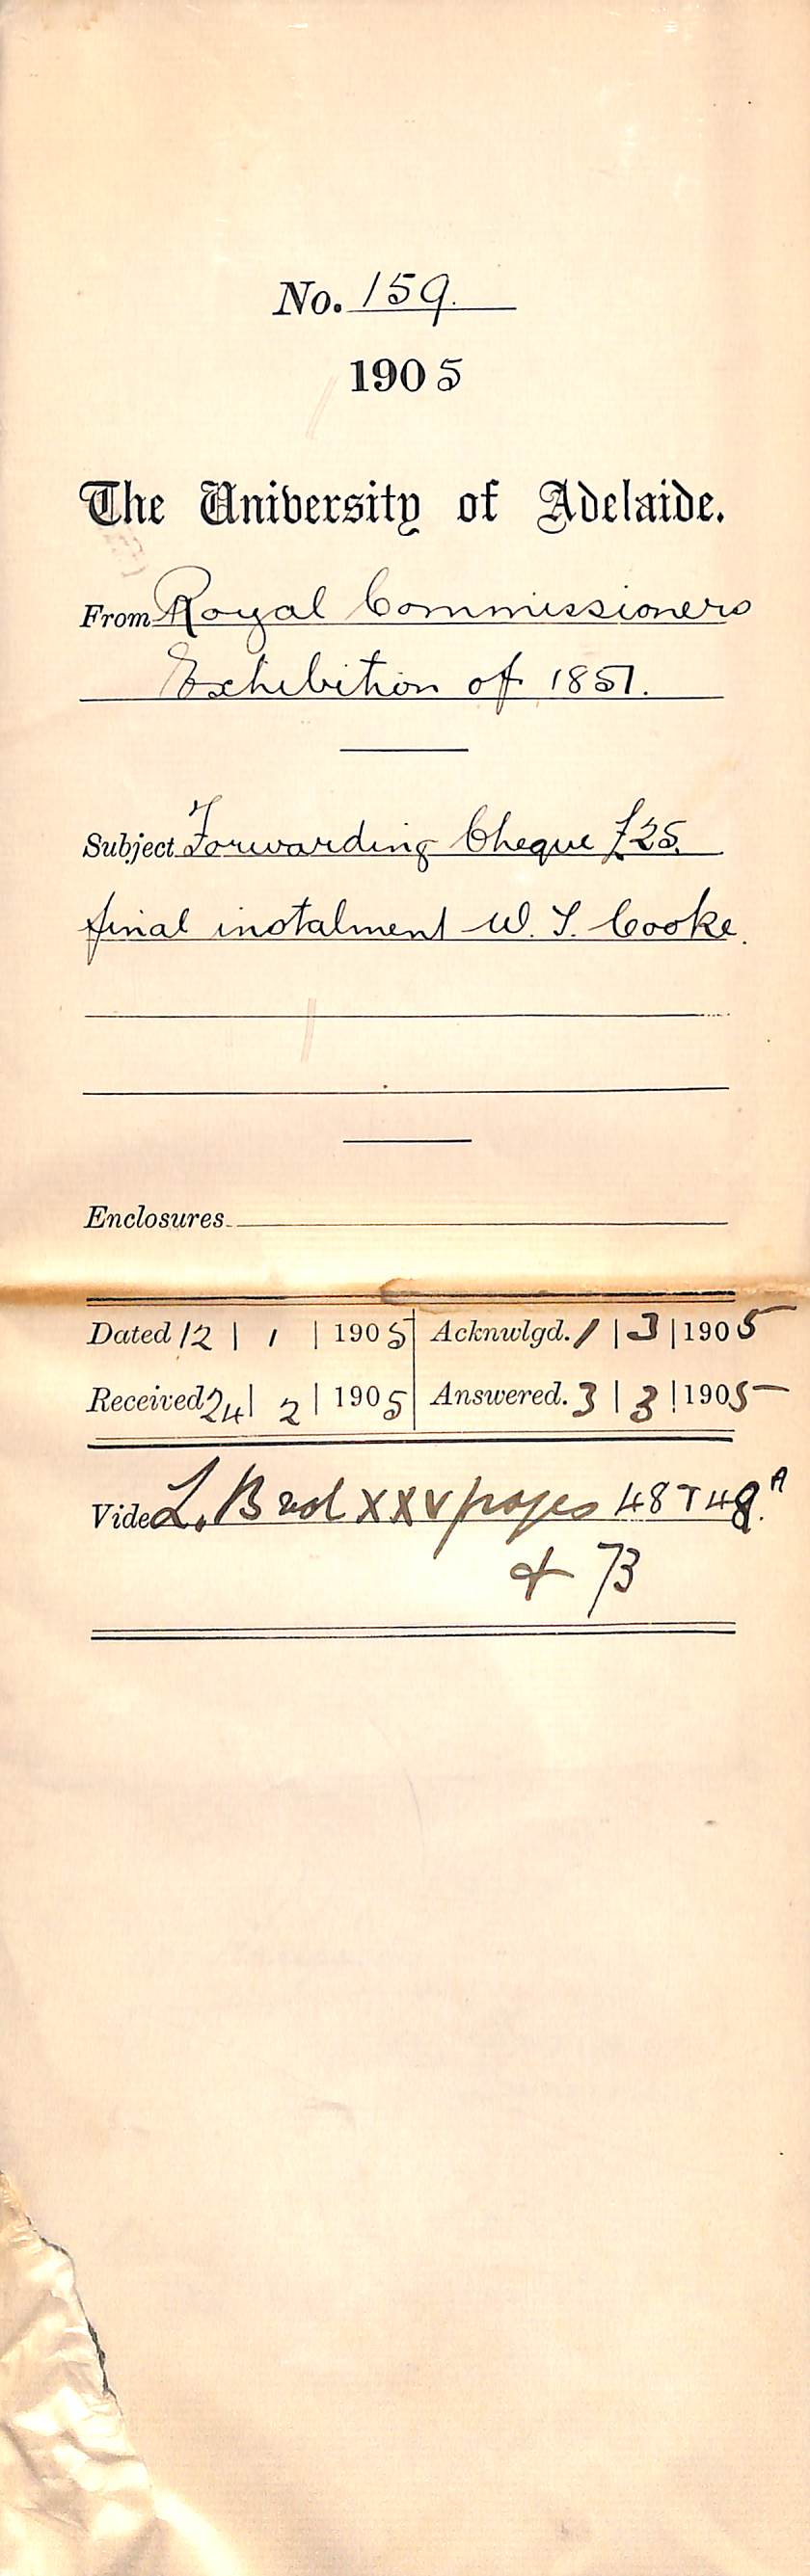 No. 159.
1905
The University of Adelaide.
From Royal Commissioners
Exhibition of 1851.
Subject Forwarding Cheque £25.
final instalment W. T. Cooke.
Enclosures
Dated 12 | 1 | 1905 Acknwlgd. 1 | 3 | 1905
Received 24 | 2 | 1905 Answered. 3 | 3 | 1905
Vide L. B vol XXV pages 48 & 49.A
& 73